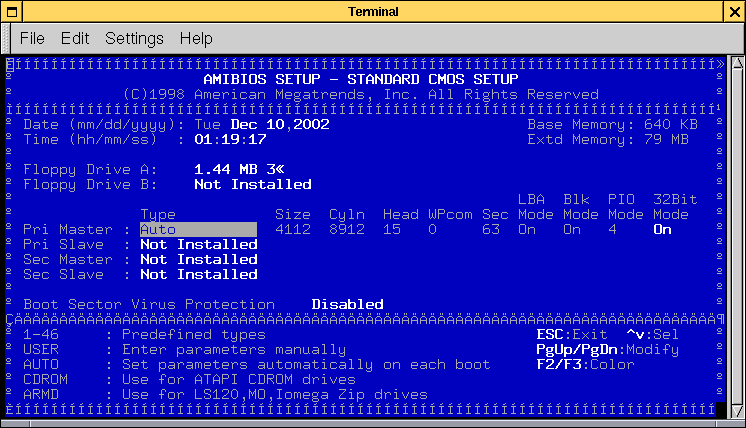 Terminal
File Edit Settings Help
AMIBIOS SETUP - STANDARD CMOS SETUP
(C)1998 American Megatrends, Inc. All Rights Reserved
Date (mm/dd/yyyy): Tue Dec 10,2002 Base Memory: 640 KB
Time (hh/mm/ss) : 01:19:17 Extd Memory: 79 MB
Floppy Drive A: 1.44 MB 3«
Floppy Drive B: Not Installed
LBA Blk PIO 32Bit
Type Size Cyln Head WPcom Sec Mode Mode Mode Mode
Pri Master : Auto 4112 8912 15 0 63 On On 4 On
Pri Slave : Not Installed
Sec Master : Not Installed
Sec Slave : Not Installed
Boot Sector Virus Protection Disabled
1-46 : Predefined types ESC:Exit ^v:Sel
USER : Enter parameters manually PgUp/PgDn:Modify
AUTO : Set parameters automatically on each boot F2/F3:Color
CDROM : Use for ATAPI CDROM drives
ARMD : Use for LS120,MO,Iomega Zip drives